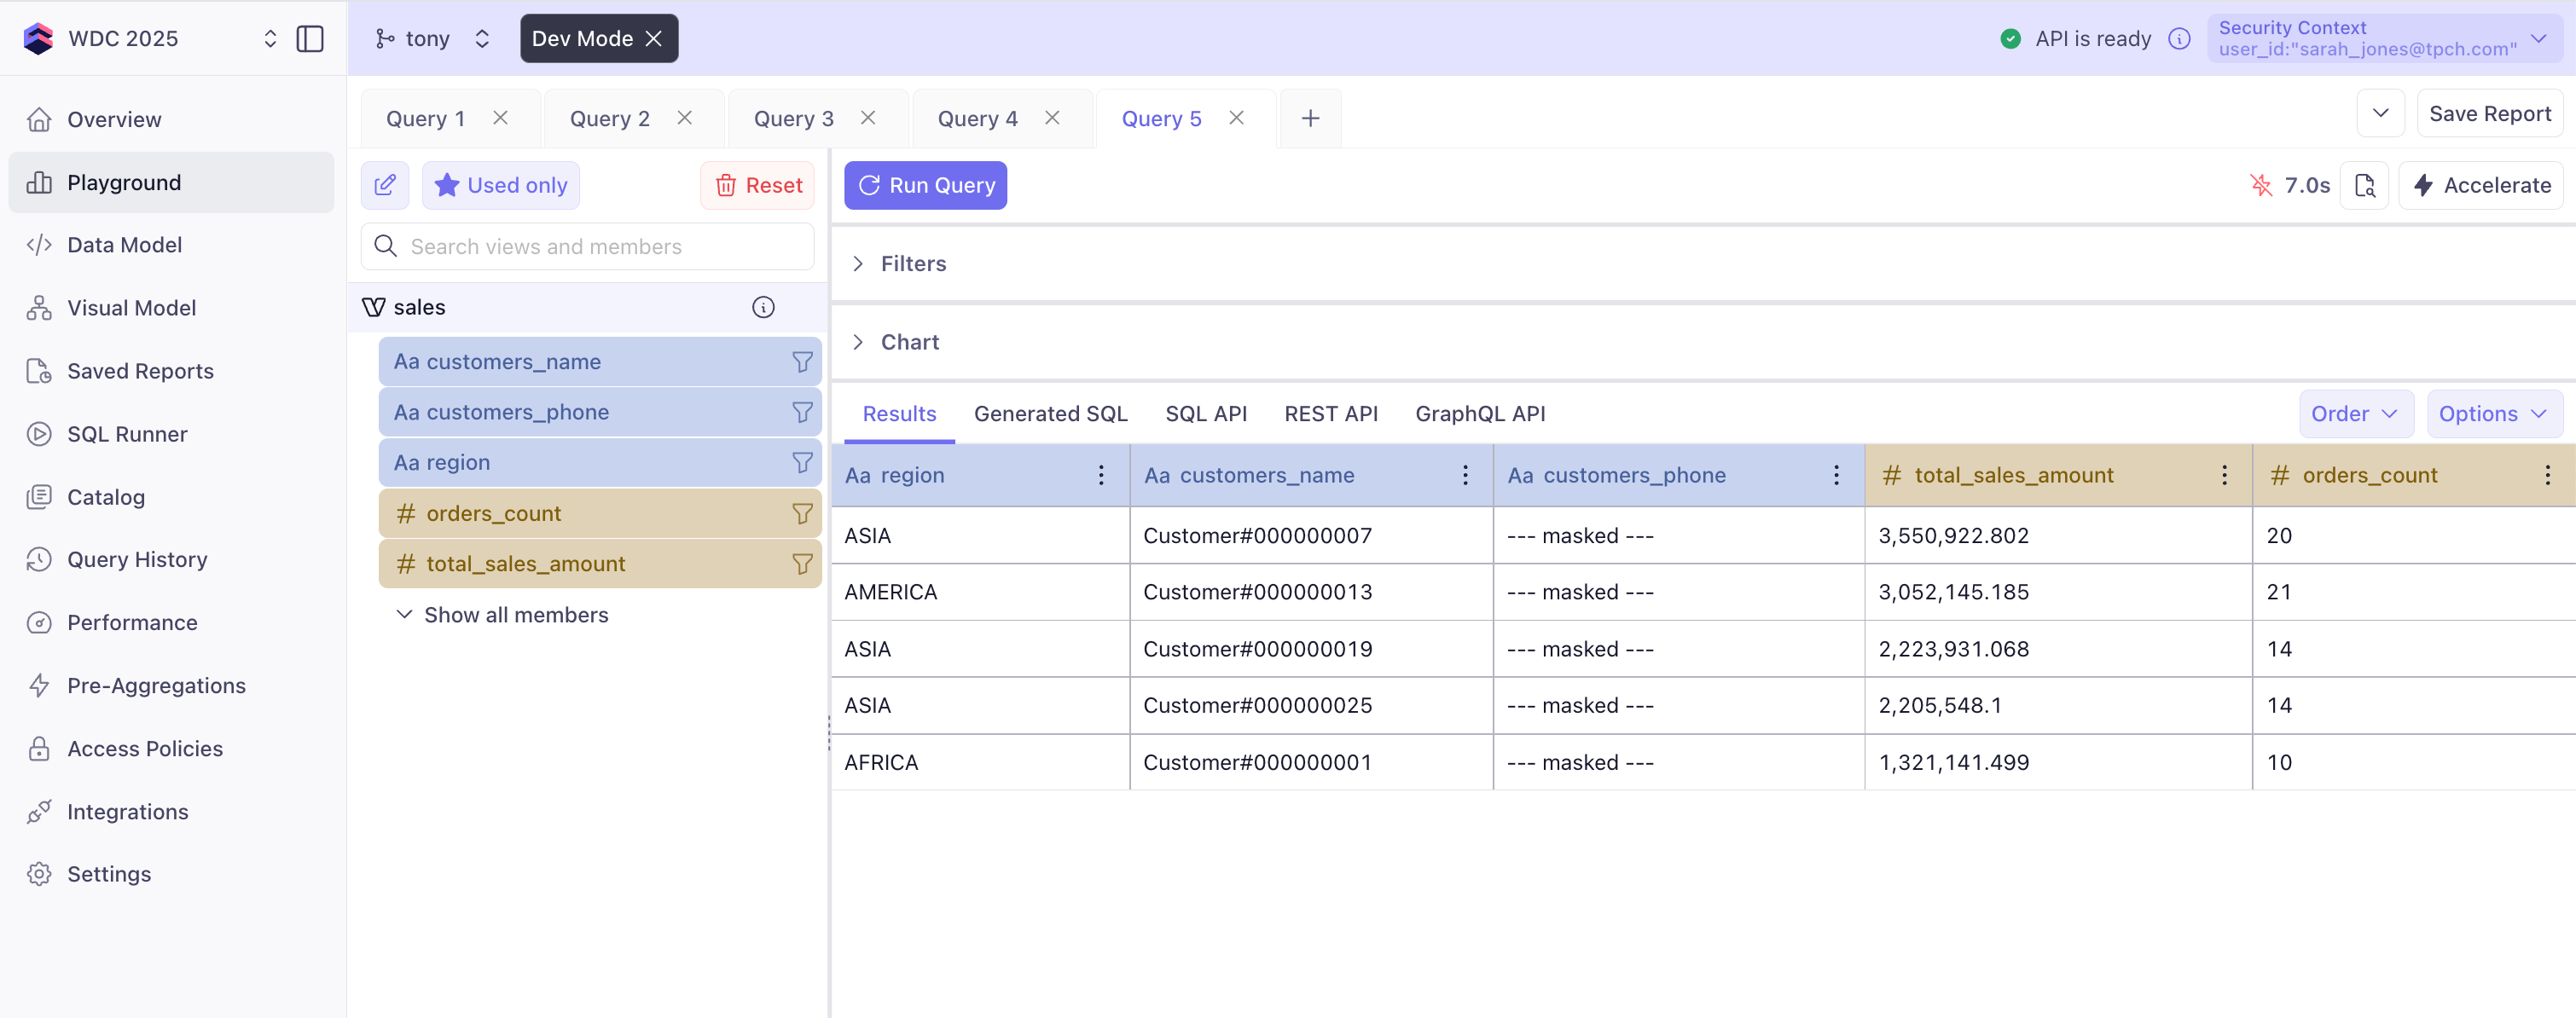 WDC 2025
tony
Dev Mode
API is ready
Security Context
user_id:"sarah_jones@tpch.com"
Overview
Playground
Data Model
Visual Model
Saved Reports
SQL Runner
Catalog
Query History
Performance
Pre-Aggregations
Access Policies
Integrations
Settings
Query 1
Query 2
Query 3
Query 4
Query 5
Save Report
Used only
Reset
Search views and members
sales
Aa customers_name
Aa customers_phone
Aa region
# orders_count
# total_sales_amount
Show all members
Run Query
7.0s
Accelerate
Filters
Chart
Results Generated SQL SQL API REST API GraphQL API
Order Options
Aa region Aa customers_name Aa customers_phone # total_sales_amount # orders_count
ASIA Customer#000000007 --- masked --- 3,550,922.802 20
AMERICA Customer#000000013 --- masked --- 3,052,145.185 21
ASIA Customer#000000019 --- masked --- 2,223,931.068 14
ASIA Customer#000000025 --- masked --- 2,205,548.1 14
AFRICA Customer#000000001 --- masked --- 1,321,141.499 10